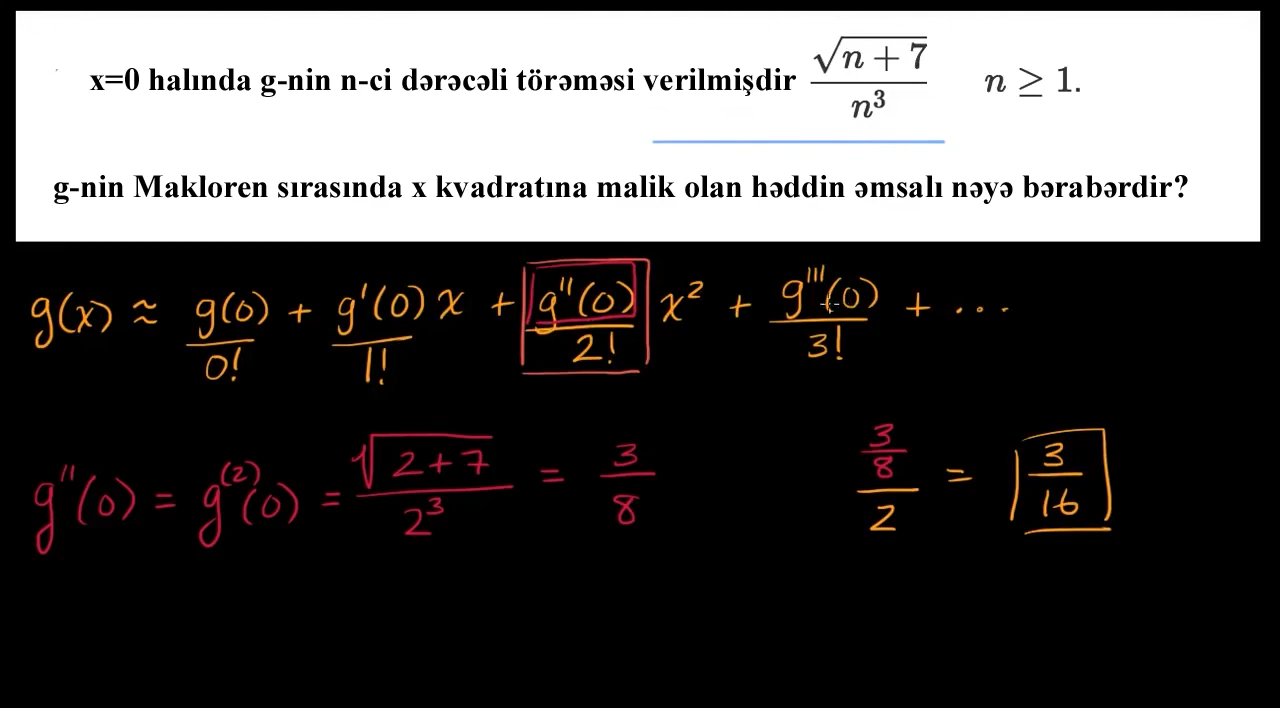 x=0 halında g-nin n-ci dərəcəli törəməsi verilmişdir √(n + 7) / n³ n ≥ 1.
g-nin Makloren sırasında x kvadratına malik olan həddin əmsalı nəyə bərabərdir?
g(x) ≈ g(0)/0! + g'(0)/1! x + g''(0)/2! x² + g'''(0)/3! + ...
g''(0) = g⁽²⁾(0) = √(2+7) / 2³ = 3/8
(3/8)/2 = 3/16